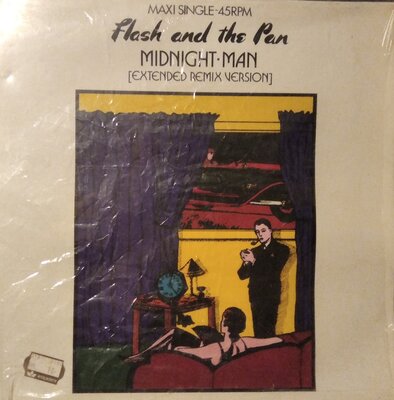 MAXI SINGLE-45RPM
Flash and the Pan
MIDNIGHT·MAN
[EXTENDED REMIX VERSION]